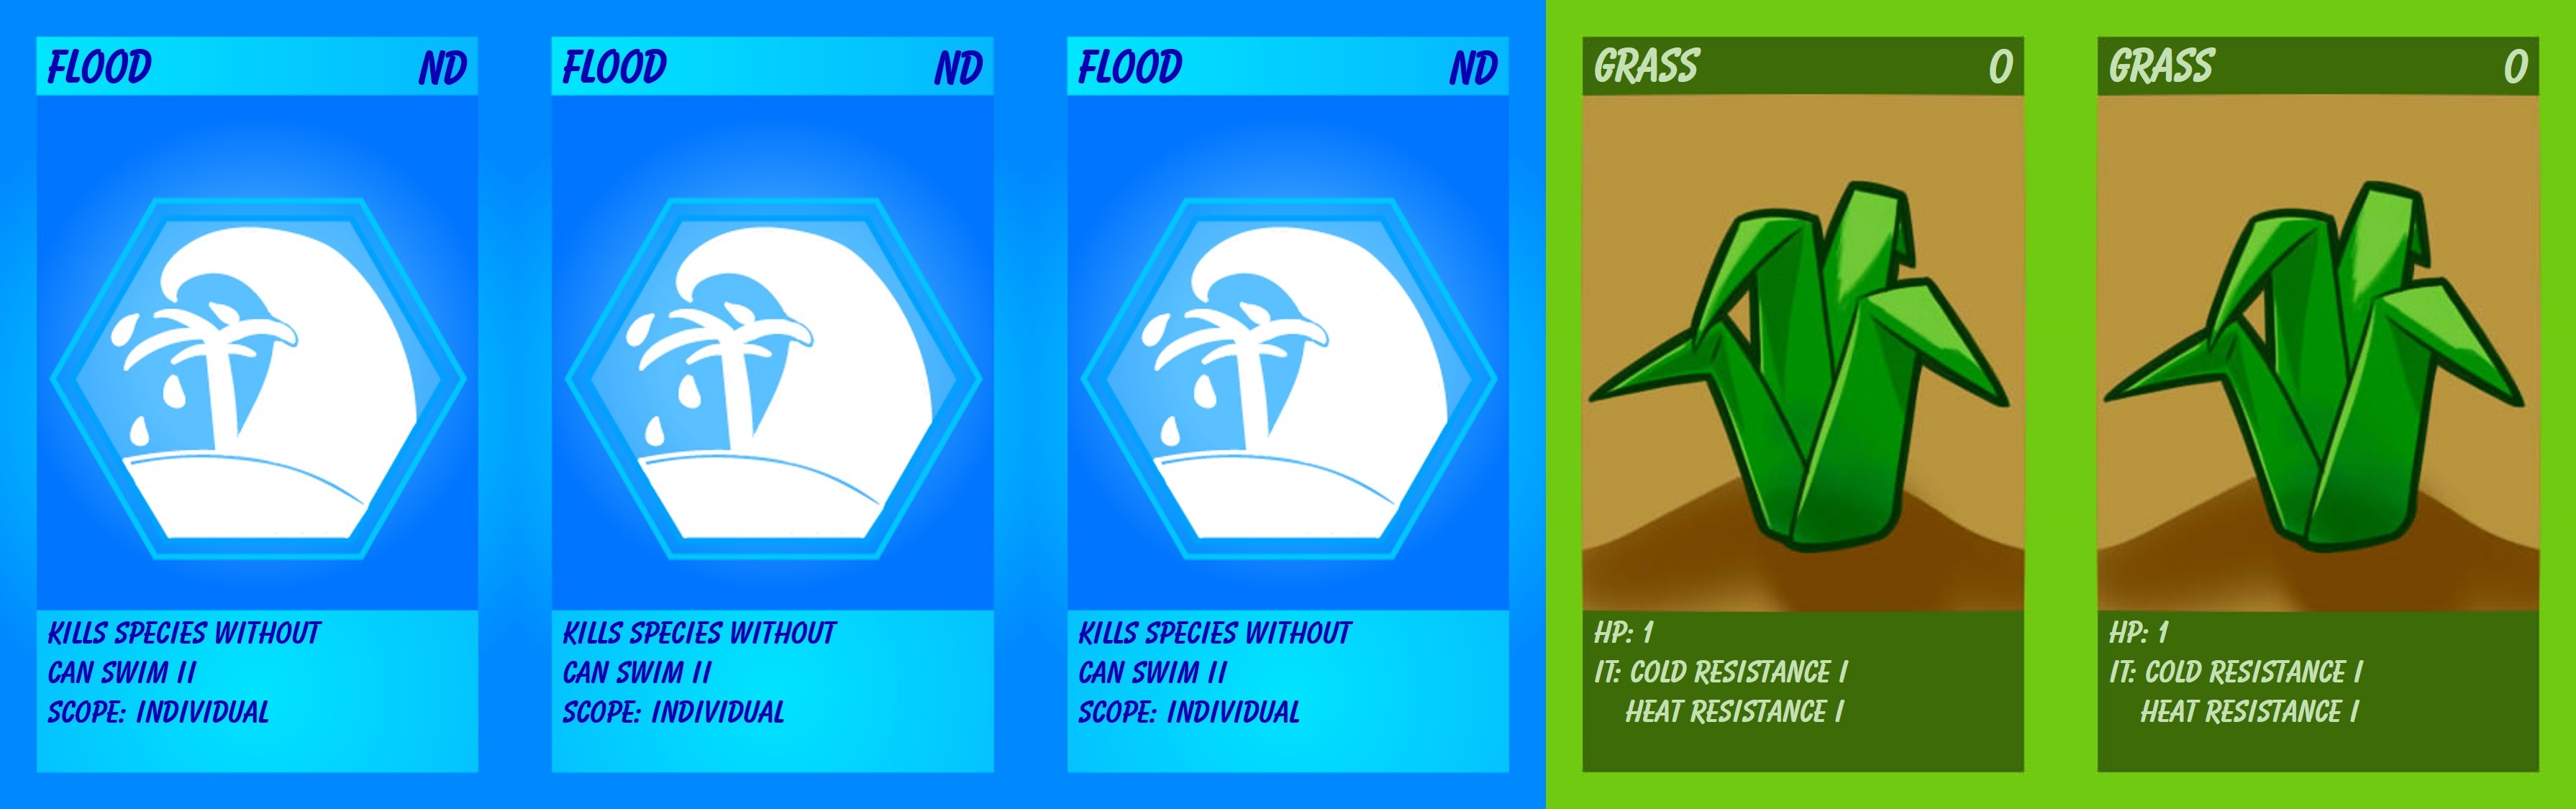 FLOOD ND
KILLS SPECIES WITHOUT
CAN SWIM II
SCOPE: INDIVIDUAL
FLOOD ND
KILLS SPECIES WITHOUT
CAN SWIM II
SCOPE: INDIVIDUAL
FLOOD ND
KILLS SPECIES WITHOUT
CAN SWIM II
SCOPE: INDIVIDUAL
GRASS 0
HP: 1
IT: COLD RESISTANCE I
HEAT RESISTANCE I
GRASS 0
HP: 1
IT: COLD RESISTANCE I
HEAT RESISTANCE I